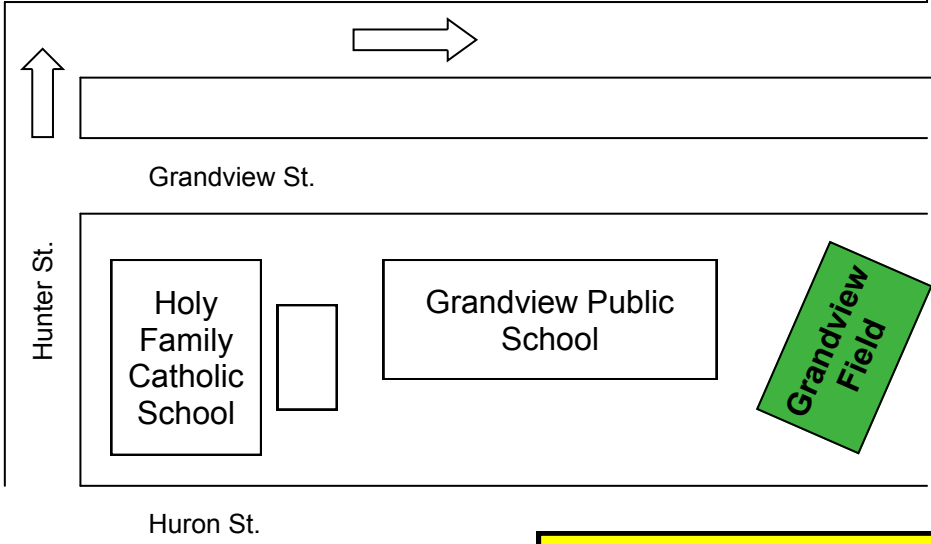 Grandview St.
Hunter St.
Holy
Family
Catholic
School
Grandview Public
School
Grandview
Field
Huron St.